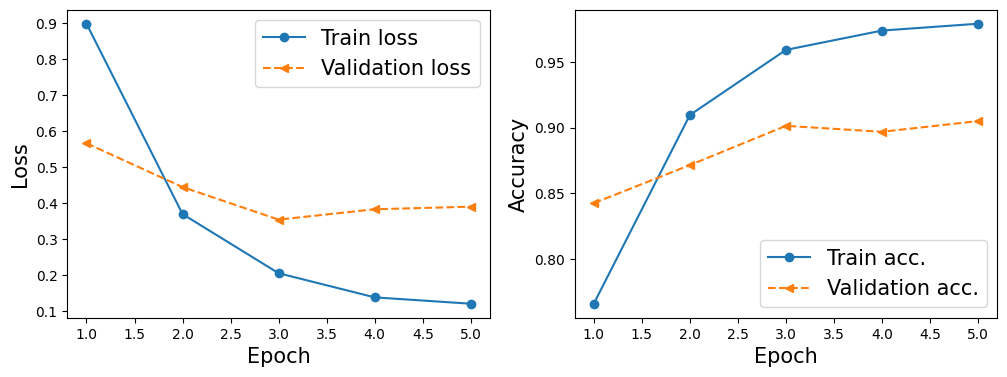 0.9
0.8
0.7
0.6
0.5
0.4
0.3
0.2
0.1
Loss
Train loss
Validation loss
1.0 1.5 2.0 2.5 3.0 3.5 4.0 4.5 5.0
Epoch
0.95
0.90
0.85
0.80
Accuracy
Train acc.
Validation acc.
1.0 1.5 2.0 2.5 3.0 3.5 4.0 4.5 5.0
Epoch